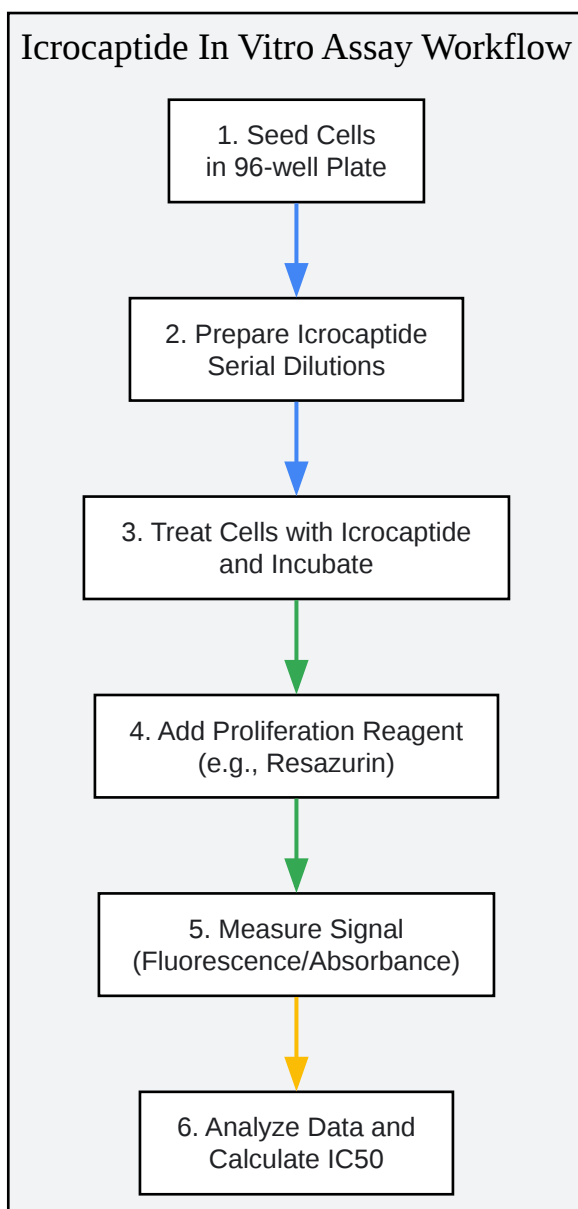 Icrocaptide In Vitro Assay Workflow
1. Seed Cells
in 96-well Plate
2. Prepare Icrocaptide
Serial Dilutions
3. Treat Cells with Icrocaptide
and Incubate
4. Add Proliferation Reagent
(e.g., Resazurin)
5. Measure Signal
(Fluorescence/Absorbance)
6. Analyze Data and
Calculate IC50